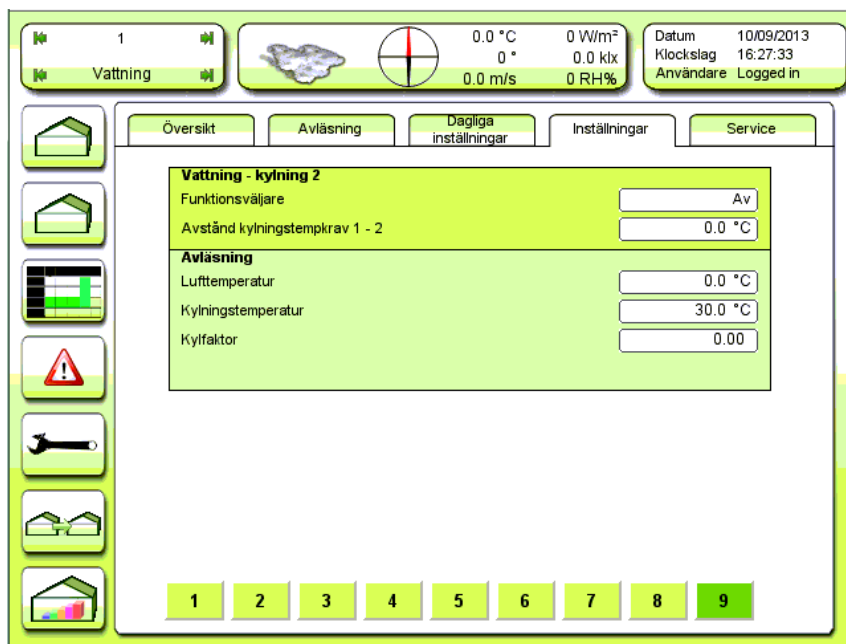 1
Vattning
0.0 °C 0 W/m²
0 ° 0.0 klx
0.0 m/s 0 RH%
Datum 10/09/2013
Klockslag 16:27:33
Användare Logged in
Översikt
Avläsning
Dagliga
inställningar
Inställningar
Service
Vattning - kylning 2
Funktionsväljare Av
Avstånd kylningstempkrav 1 - 2 0.0 °C
Avläsning
Lufttemperatur 0.0 °C
Kylningstemperatur 30.0 °C
Kylfaktor 0.00
1 2 3 4 5 6 7 8 9